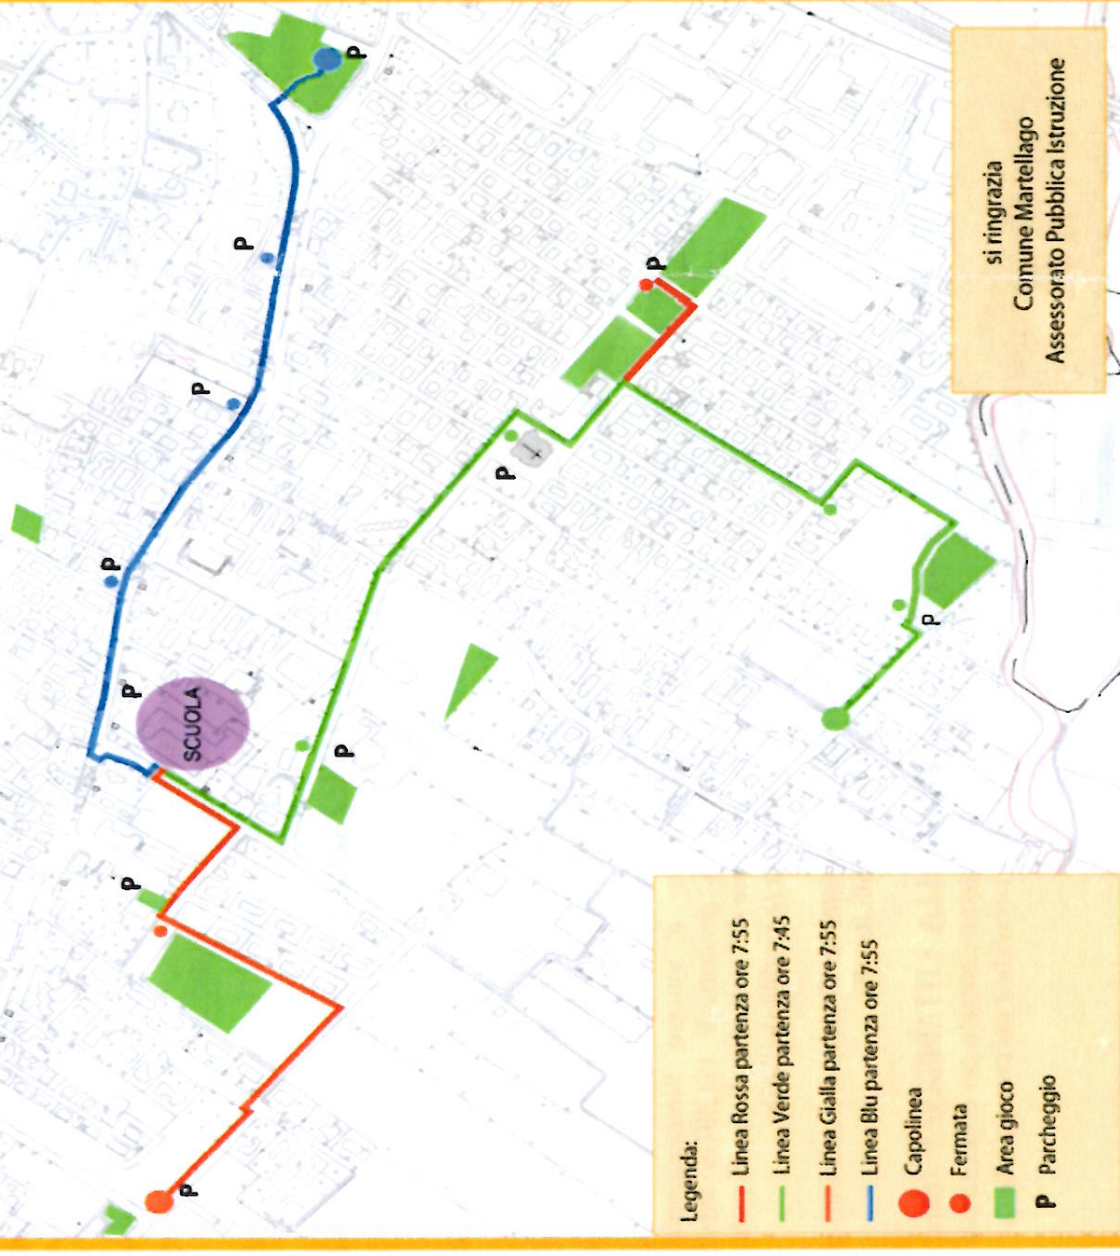 P
P
P
P
SCUOLA
P
P
P
P
P
P
P
Legenda:
Linea Rossa partenza ore 7:55
Linea Verde partenza ore 7:45
Linea Gialla partenza ore 7:55
Linea Blu partenza ore 7:55
Capolinea
Fermata
Area gioco
P Parcheggio
si ringrazia
Comune Martellago
Assessorato Pubblica Istruzione